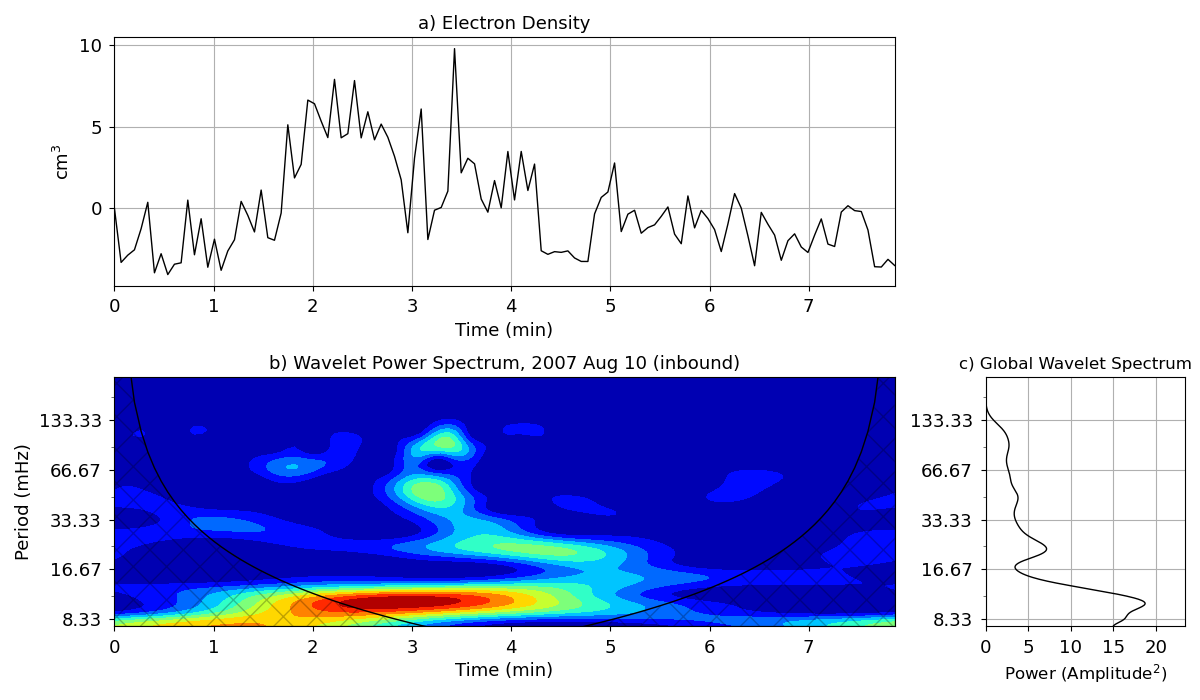 a) Electron Density
10
5
0
cm³
0 1 2 3 4 5 6 7
Time (min)
b) Wavelet Power Spectrum, 2007 Aug 10 (inbound)
133.33
66.67
33.33
16.67
8.33
Period (mHz)
0 1 2 3 4 5 6 7
Time (min)
c) Global Wavelet Spectrum
133.33
66.67
33.33
16.67
8.33
0 5 10 15 20
Power (Amplitude²)